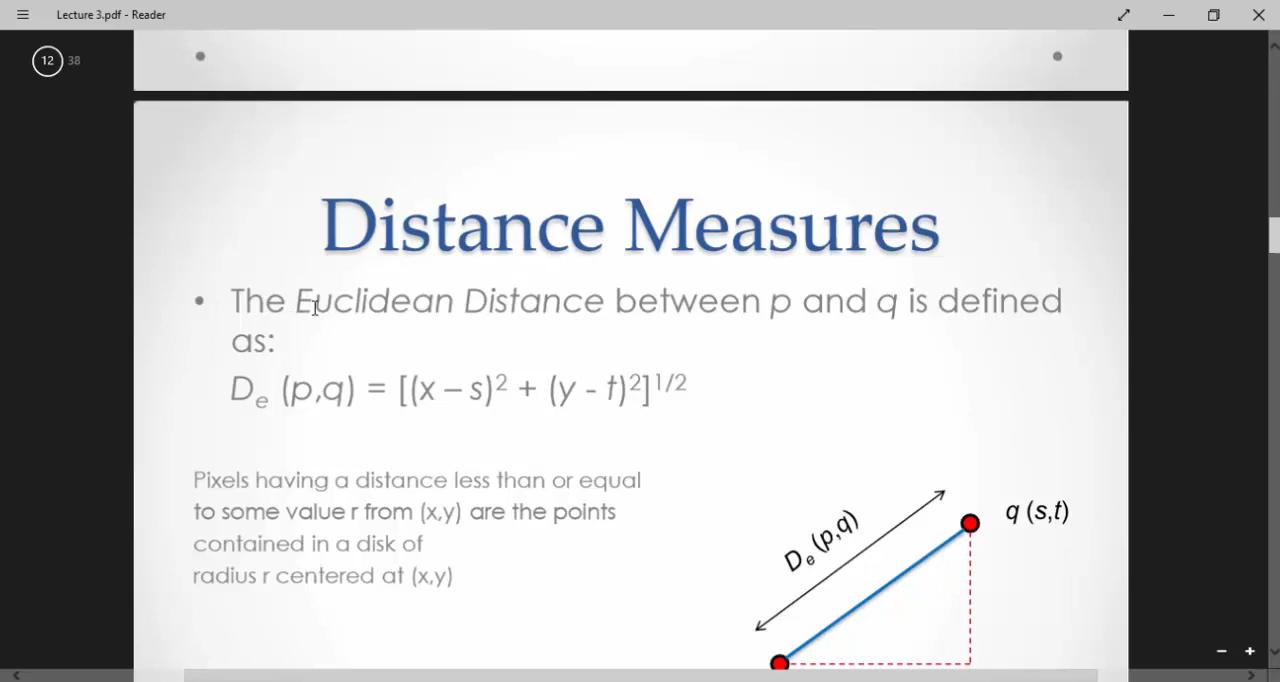 Lecture 3.pdf - Reader
12 38
Distance Measures
• The Euclidean Distance between p and q is defined
as:
Dₑ (p,q) = [(x – s)² + (y - t)²]¹/²
Pixels having a distance less than or equal
to some value r from (x,y) are the points
contained in a disk of
radius r centered at (x,y)
Dₑ (p,q)
q (s,t)